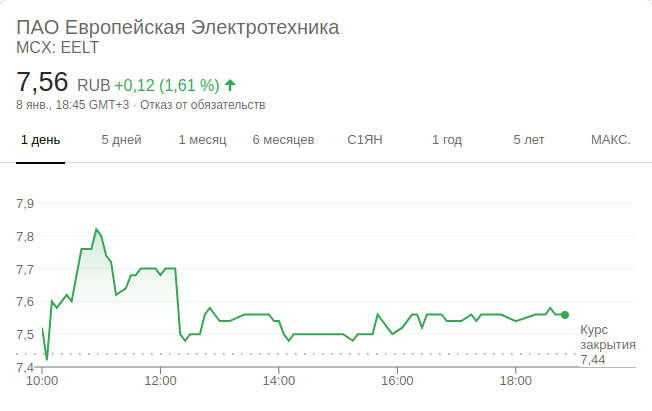 ПАО Европейская Электротехника
MCX: EELT
7,56 RUB +0,12 (1,61 %)
8 янв., 18:45 GMT+3 · Отказ от обязательств
1 день 5 дней 1 месяц 6 месяцев С1ЯН 1 год 5 лет МАКС.
7,9
7,8
7,7
7,6
7,5
7,4
Курс
закрытия
7,44
10:00 12:00 14:00 16:00 18:00